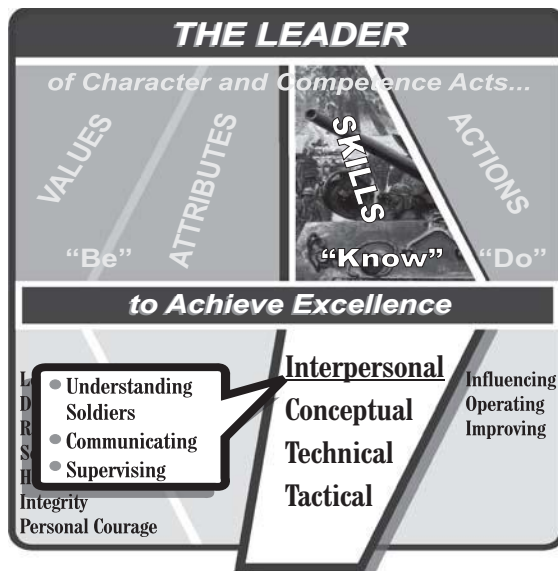 THE LEADER
of Character and Competence Acts...
VALUES
ATTRIBUTES
SKILLS
ACTIONS
“Be”
“Know”
“Do”
to Achieve Excellence
Understanding
Soldiers
Communicating
Supervising
Integrity
Personal Courage
Interpersonal
Conceptual
Technical
Tactical
Influencing
Operating
Improving